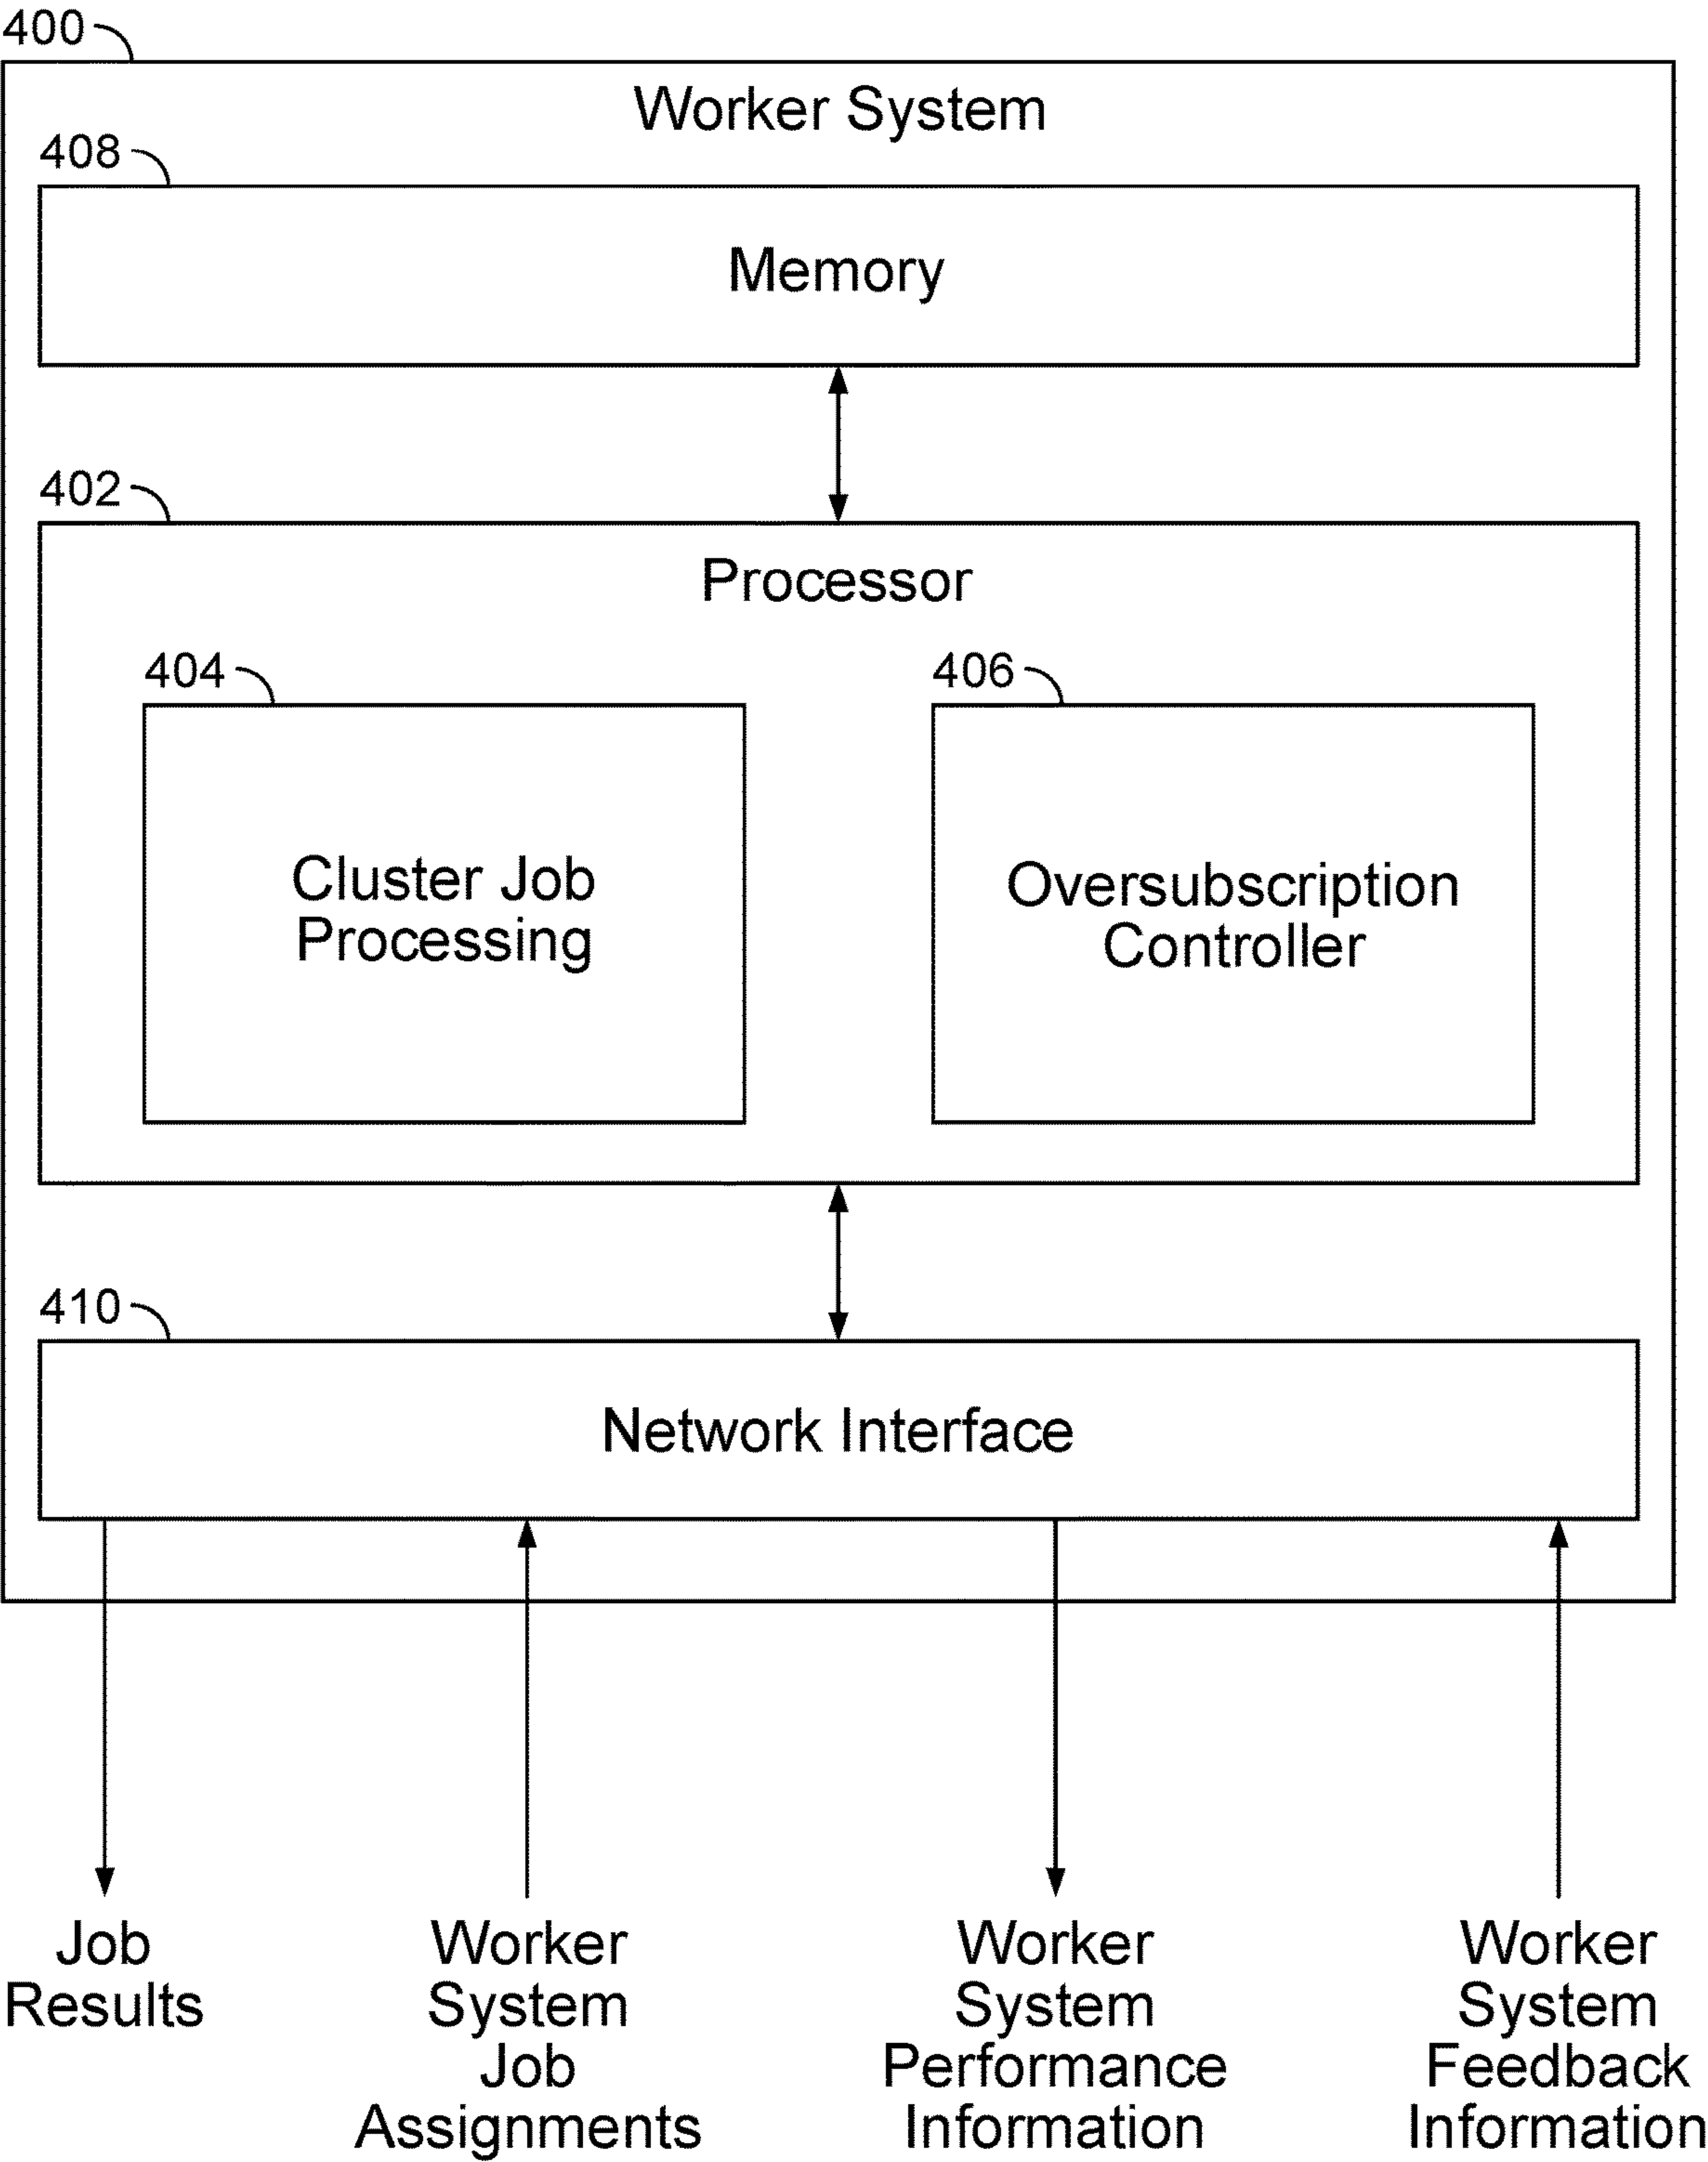 400
Worker System
408
Memory
402
Processor
404
406
Cluster Job
Processing
Oversubscription
Controller
410
Network Interface
Job
Results
Worker
System
Job
Assignments
Worker
System
Performance
Information
Worker
System
Feedback
Information